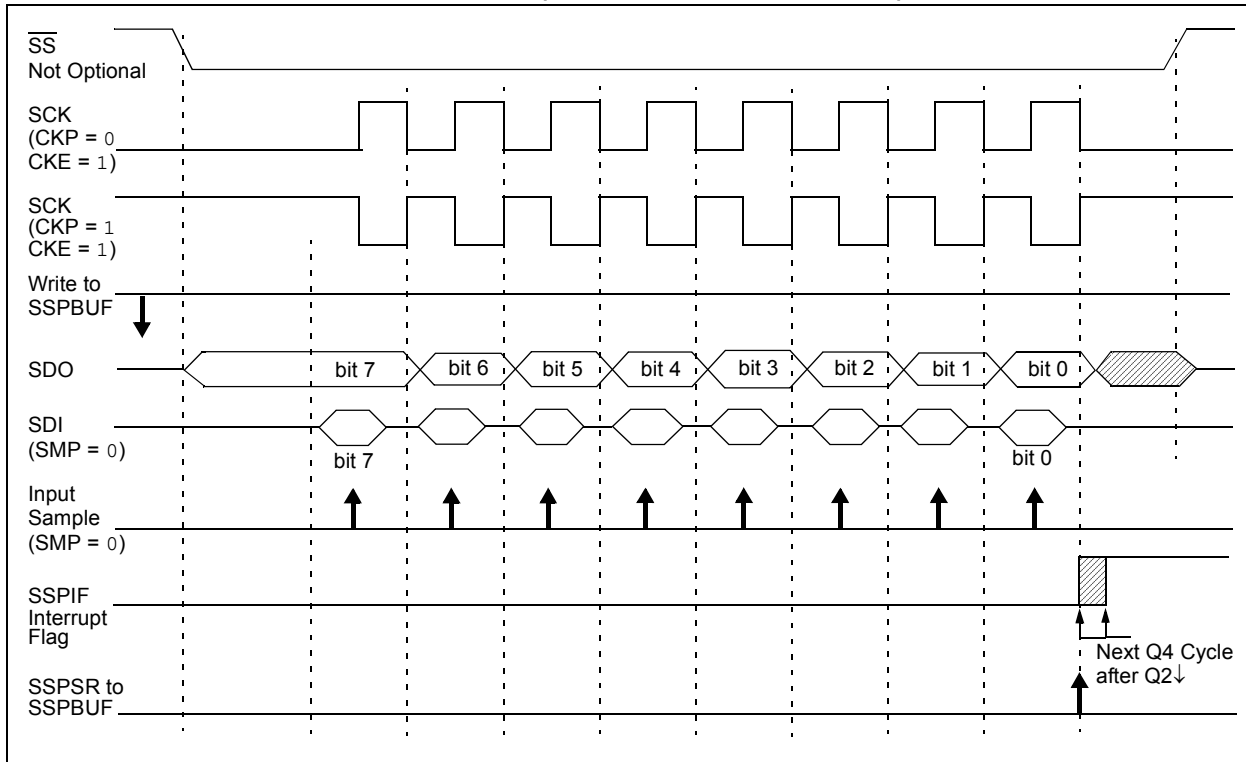 SS
Not Optional
SCK
(CKP = 0
CKE = 1)
SCK
(CKP = 1
CKE = 1)
Write to
SSPBUF
SDO
bit 7
bit 6
bit 5
bit 4
bit 3
bit 2
bit 1
bit 0
SDI
(SMP = 0)
bit 7
bit 0
Input
Sample
(SMP = 0)
SSPIF
Interrupt
Flag
Next Q4 Cycle
after Q2↓
SSPSR to
SSPBUF